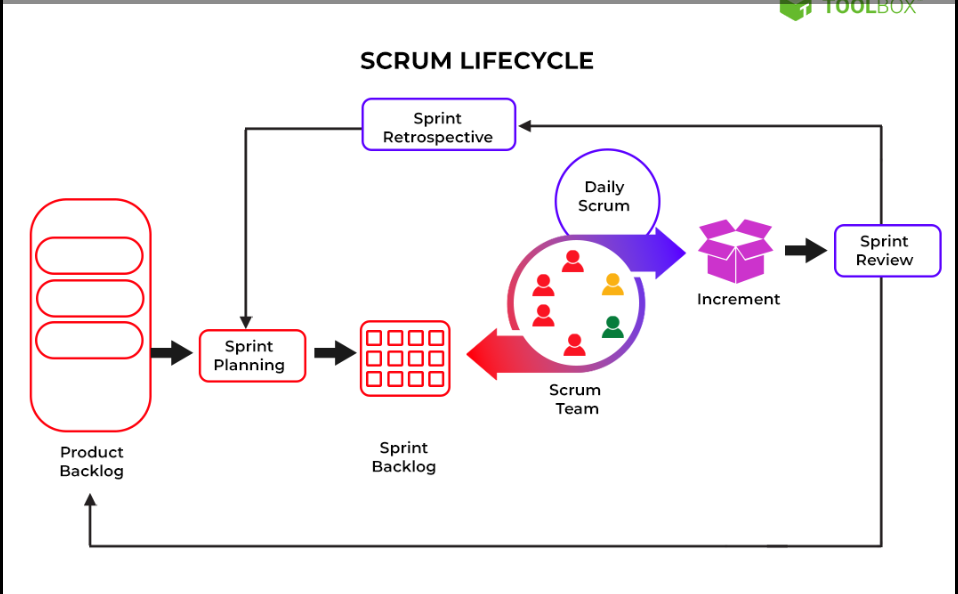 TOOLBOX
SCRUM LIFECYCLE
Sprint
Retrospective
Daily
Scrum
Sprint
Review
Increment
Sprint
Planning
Scrum
Team
Sprint
Backlog
Product
Backlog